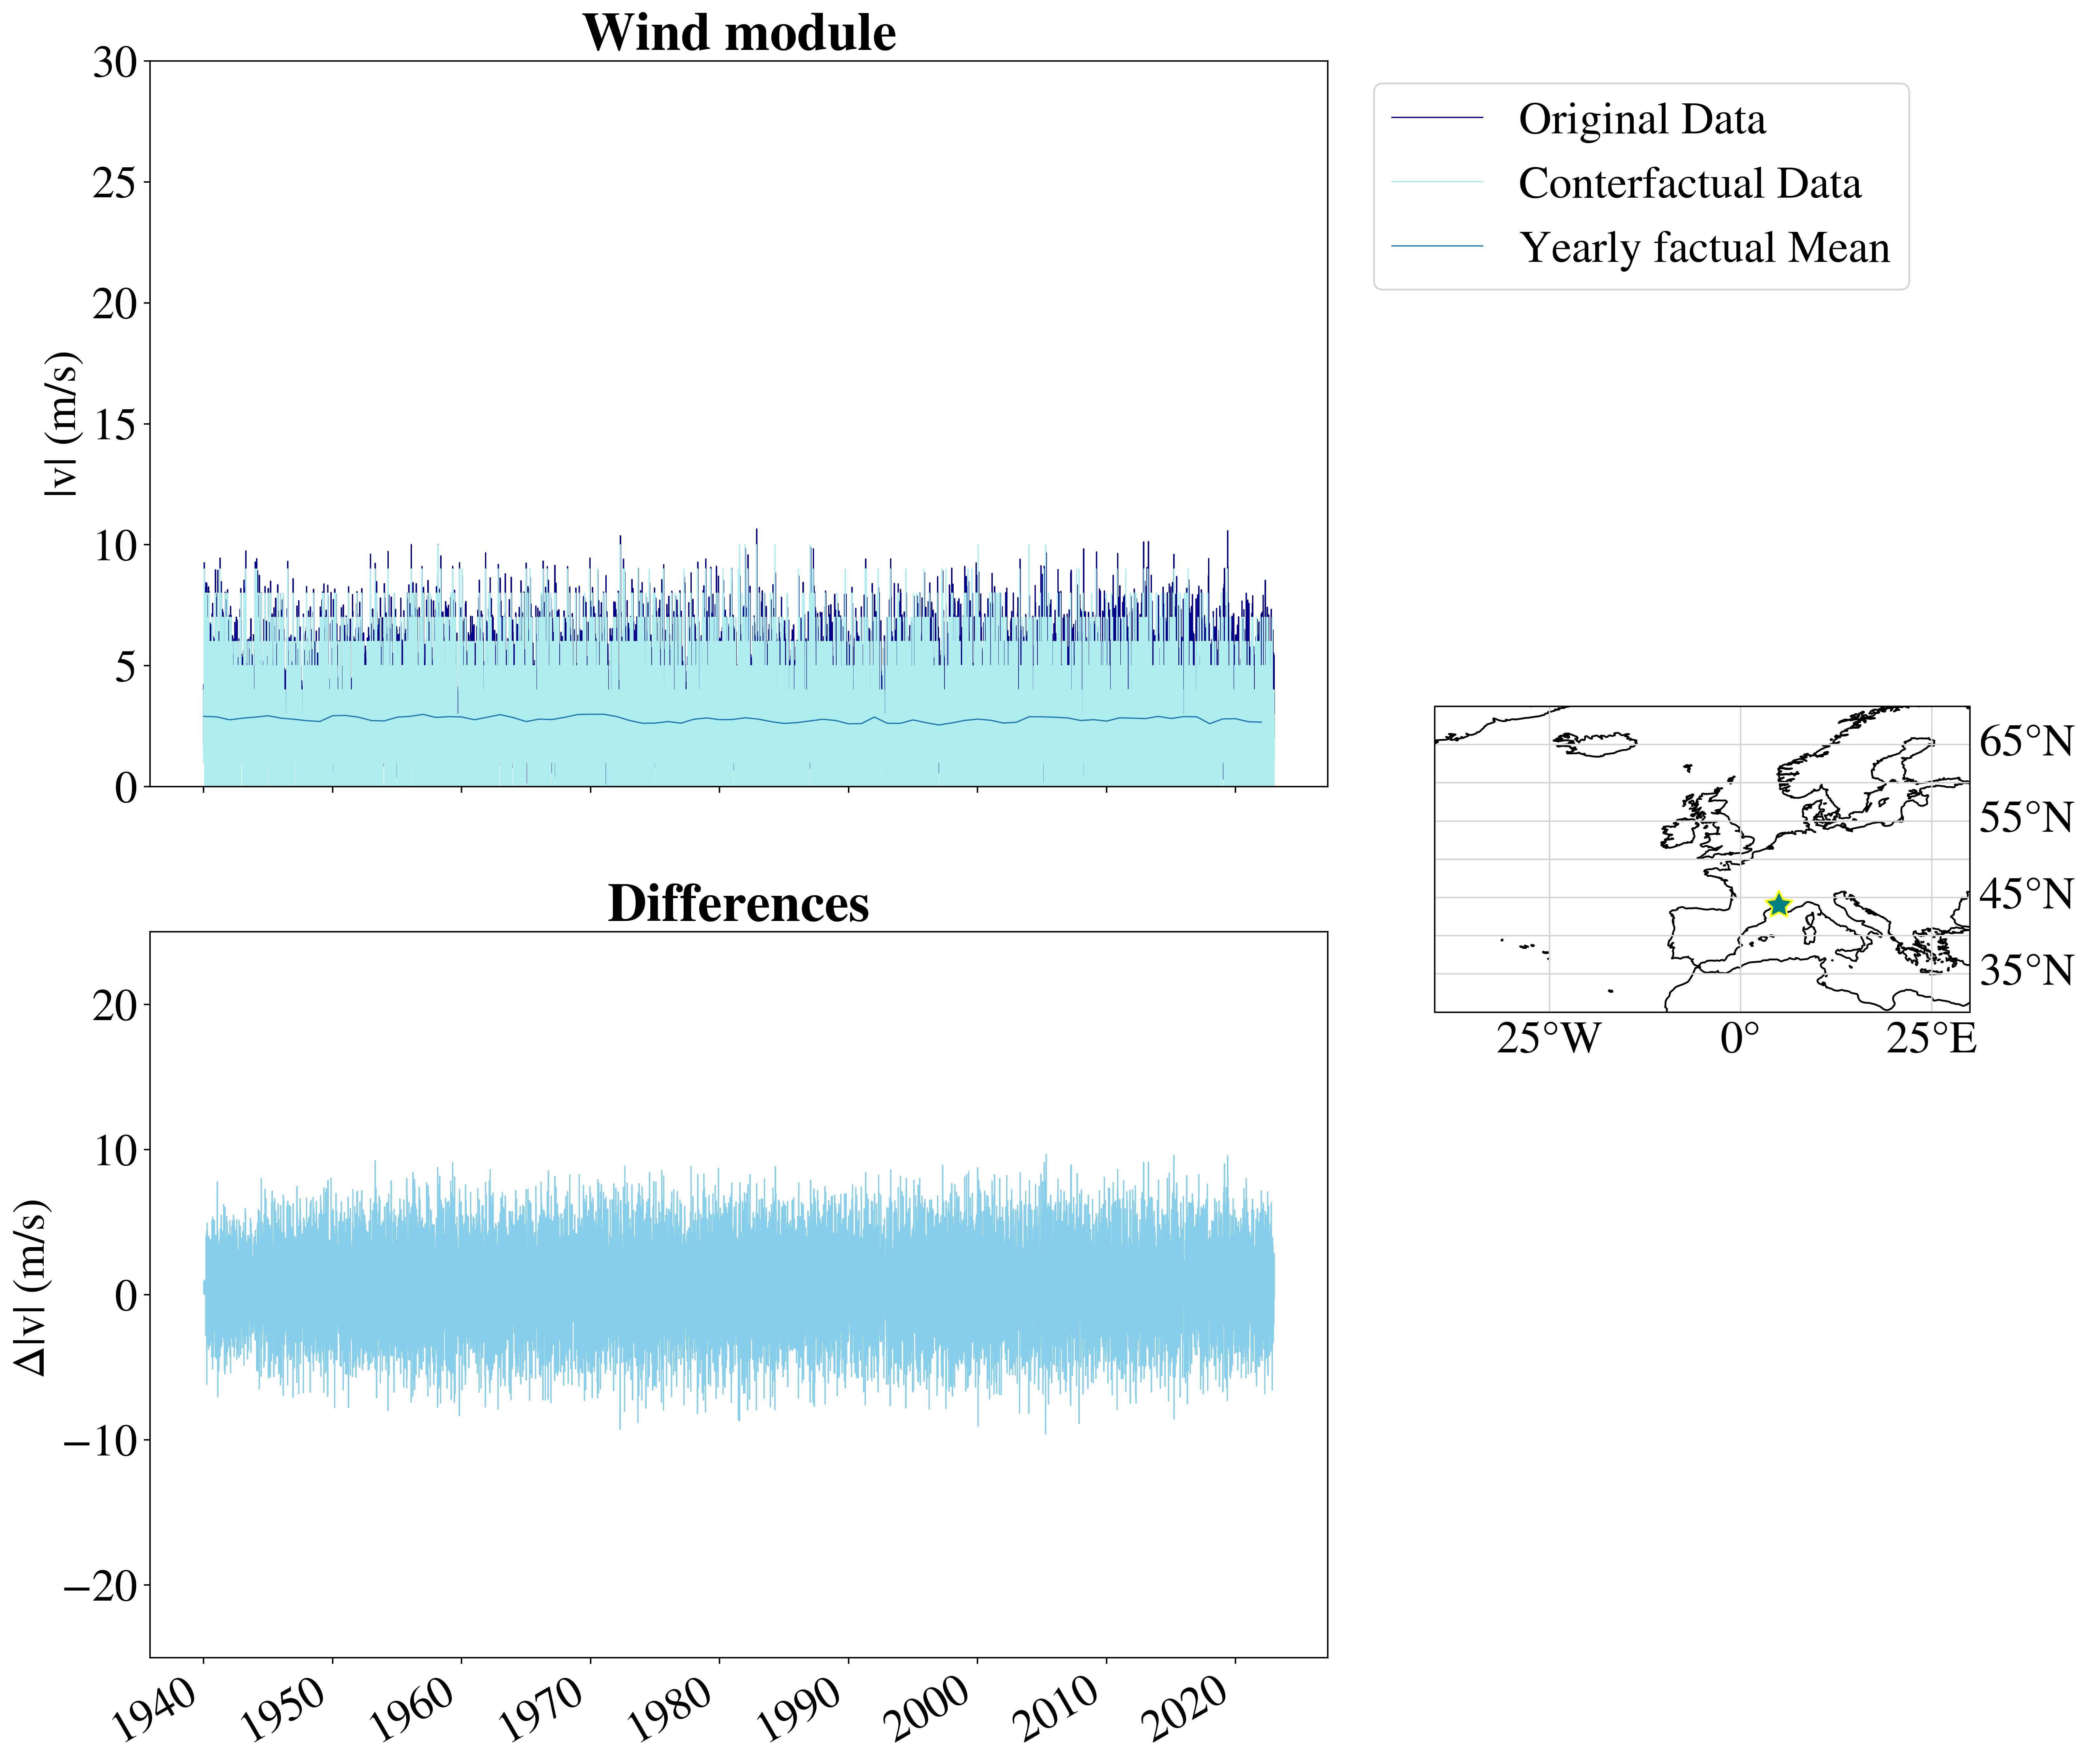 Wind module
30
25
20
15
10
5
0
|v| (m/s)
Original Data
Conterfactual Data
Yearly factual Mean
65°N
55°N
45°N
35°N
25°W 0° 25°E
Differences
20
10
0
−10
−20
Δ|v| (m/s)
1940 1950 1960 1970 1980 1990 2000 2010 2020